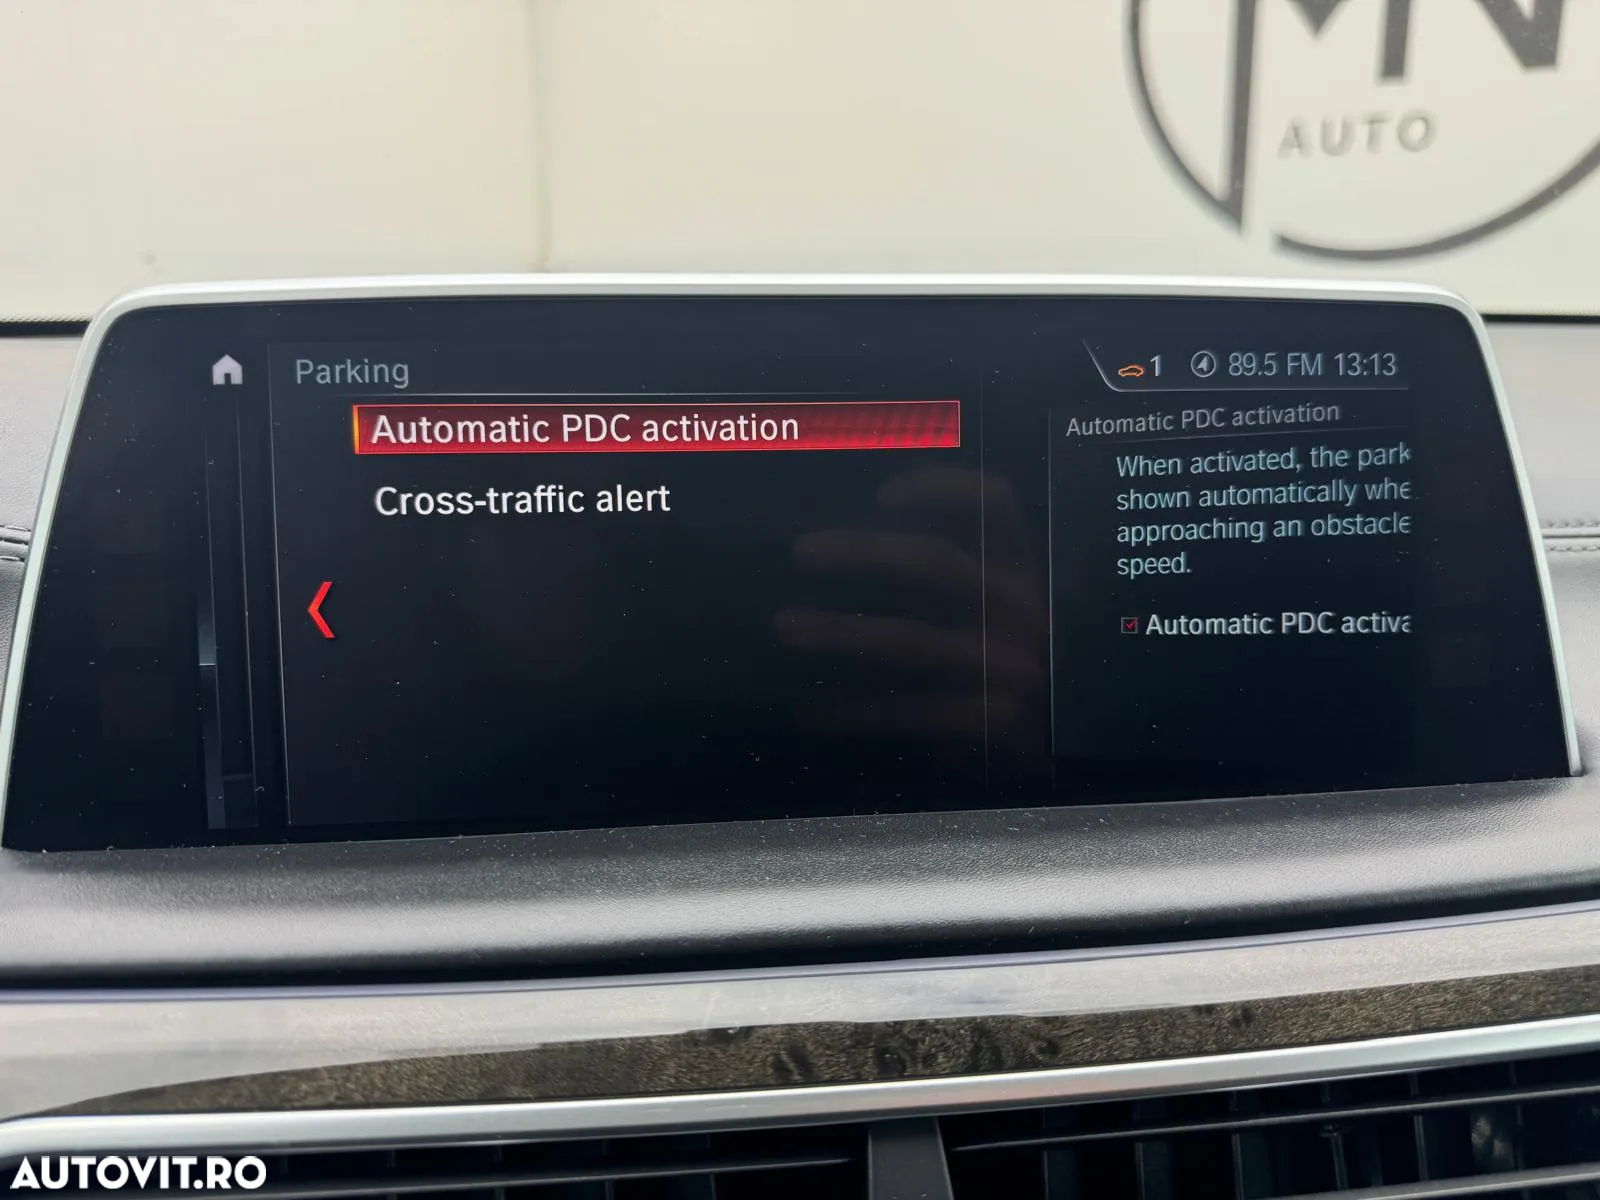 MN
AUTO
Parking
1 89.5 FM 13:13
Automatic PDC activation
Cross-traffic alert
Automatic PDC activation
When activated, the park
shown automatically whe
approaching an obstacle
speed.
Automatic PDC activa
AUTOVIT.RO